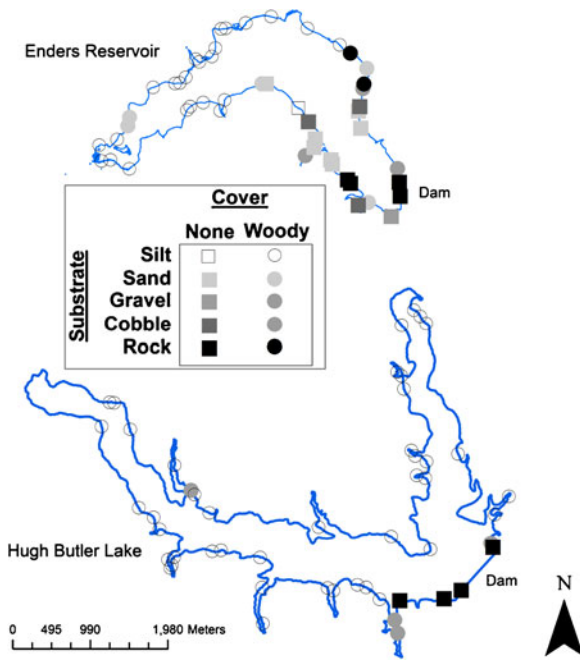 Enders Reservoir
Dam
Cover
None Woody
Substrate
Silt
Sand
Gravel
Cobble
Rock
Hugh Butler Lake
Dam
N
0 495 990 1,980 Meters